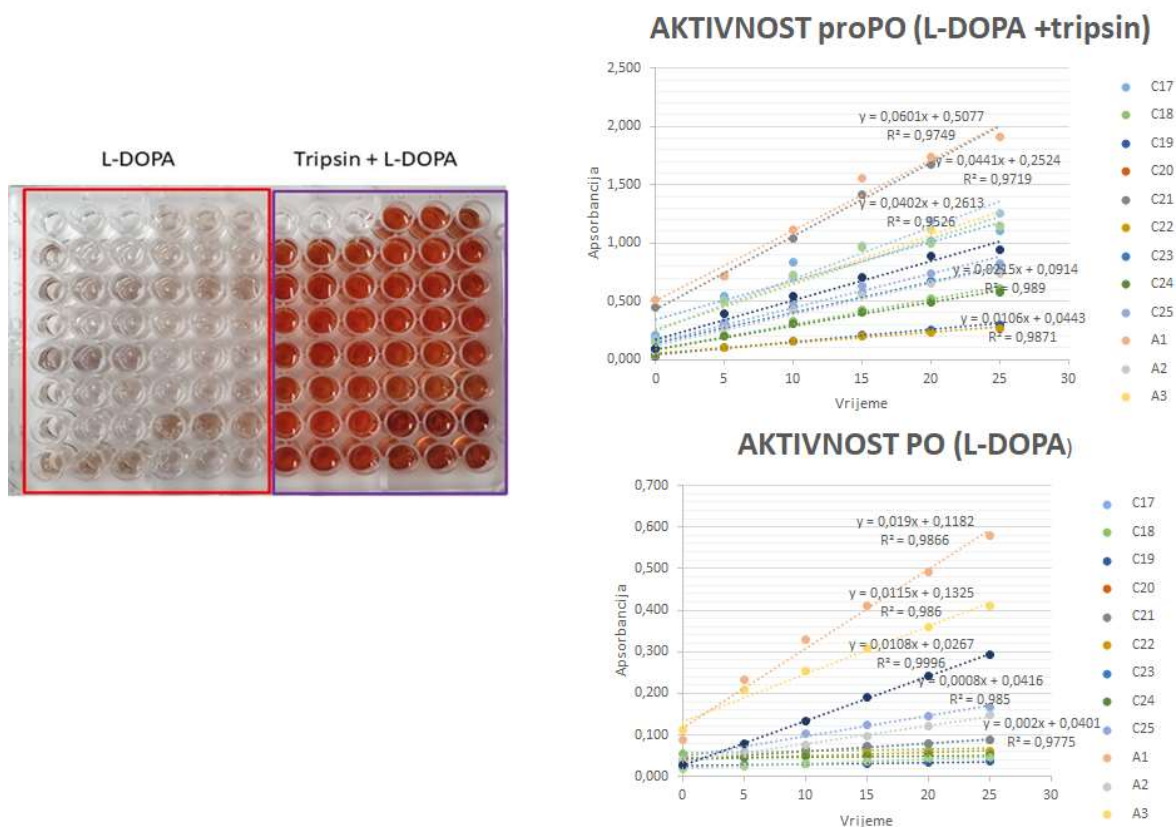 L-DOPA
Tripsin + L-DOPA
AKTIVNOST proPO (L-DOPA +tripsin)
2,500
2,000
1,500
1,000
0,500
0,000
Apsorbancija
0
5
10
15
20
25
30
Vrijeme
y = 0,0601x + 0,5077
R² = 0,9749
y = 0,0441x + 0,2524
R² = 0,9719
y = 0,0402x + 0,2613
R² = 0,9526
y = 0,0215x + 0,0914
R² = 0,989
y = 0,0106x + 0,0443
R² = 0,9871
C17
C18
C19
C20
C21
C22
C23
C24
C25
A1
A2
A3
AKTIVNOST PO (L-DOPA)
0,700
0,600
0,500
0,400
0,300
0,200
0,100
0,000
Apsorbancija
0
5
10
15
20
25
30
Vrijeme
y = 0,019x + 0,1182
R² = 0,9866
y = 0,0115x + 0,1325
R² = 0,986
y = 0,0108x + 0,0267
R² = 0,9996
y = 0,0008x + 0,0416
R² = 0,985
y = 0,002x + 0,0401
R² = 0,9775
C17
C18
C19
C20
C21
C22
C23
C24
C25
A1
A2
A3